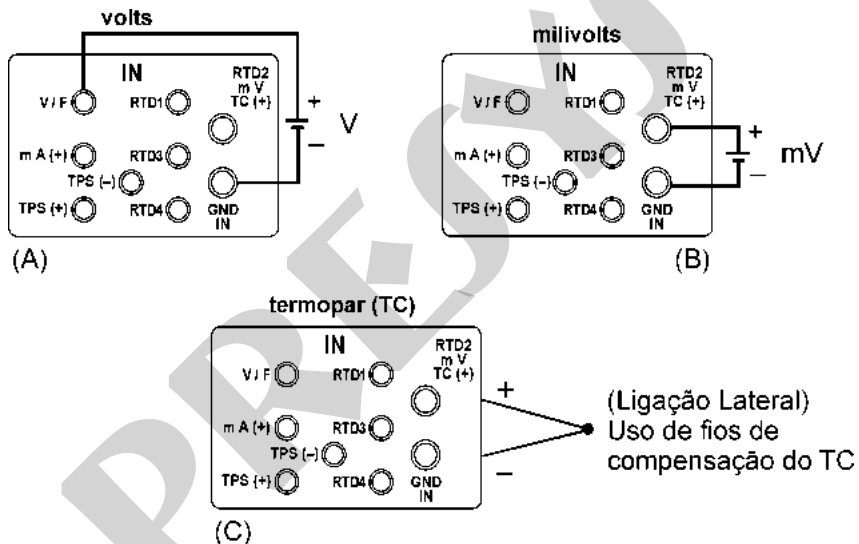 volts
IN
RTD2
m V
TC (+)
V / F
RTD1
m A (+)
RTD3
TPS (–)
TPS (+)
RTD4
GND
IN
+
–
V
(A)
milivolts
IN
RTD2
m V
TC (+)
V / F
RTD1
m A (+)
RTD3
TPS (–)
TPS (+)
RTD4
GND
IN
+
–
mV
(B)
termopar (TC)
IN
RTD2
m V
TC (+)
V / F
RTD1
m A (+)
RTD3
TPS (–)
TPS (+)
RTD4
GND
IN
+
–
(Ligação Lateral)
Uso de fios de
compensação do TC
(C)
PRESYS